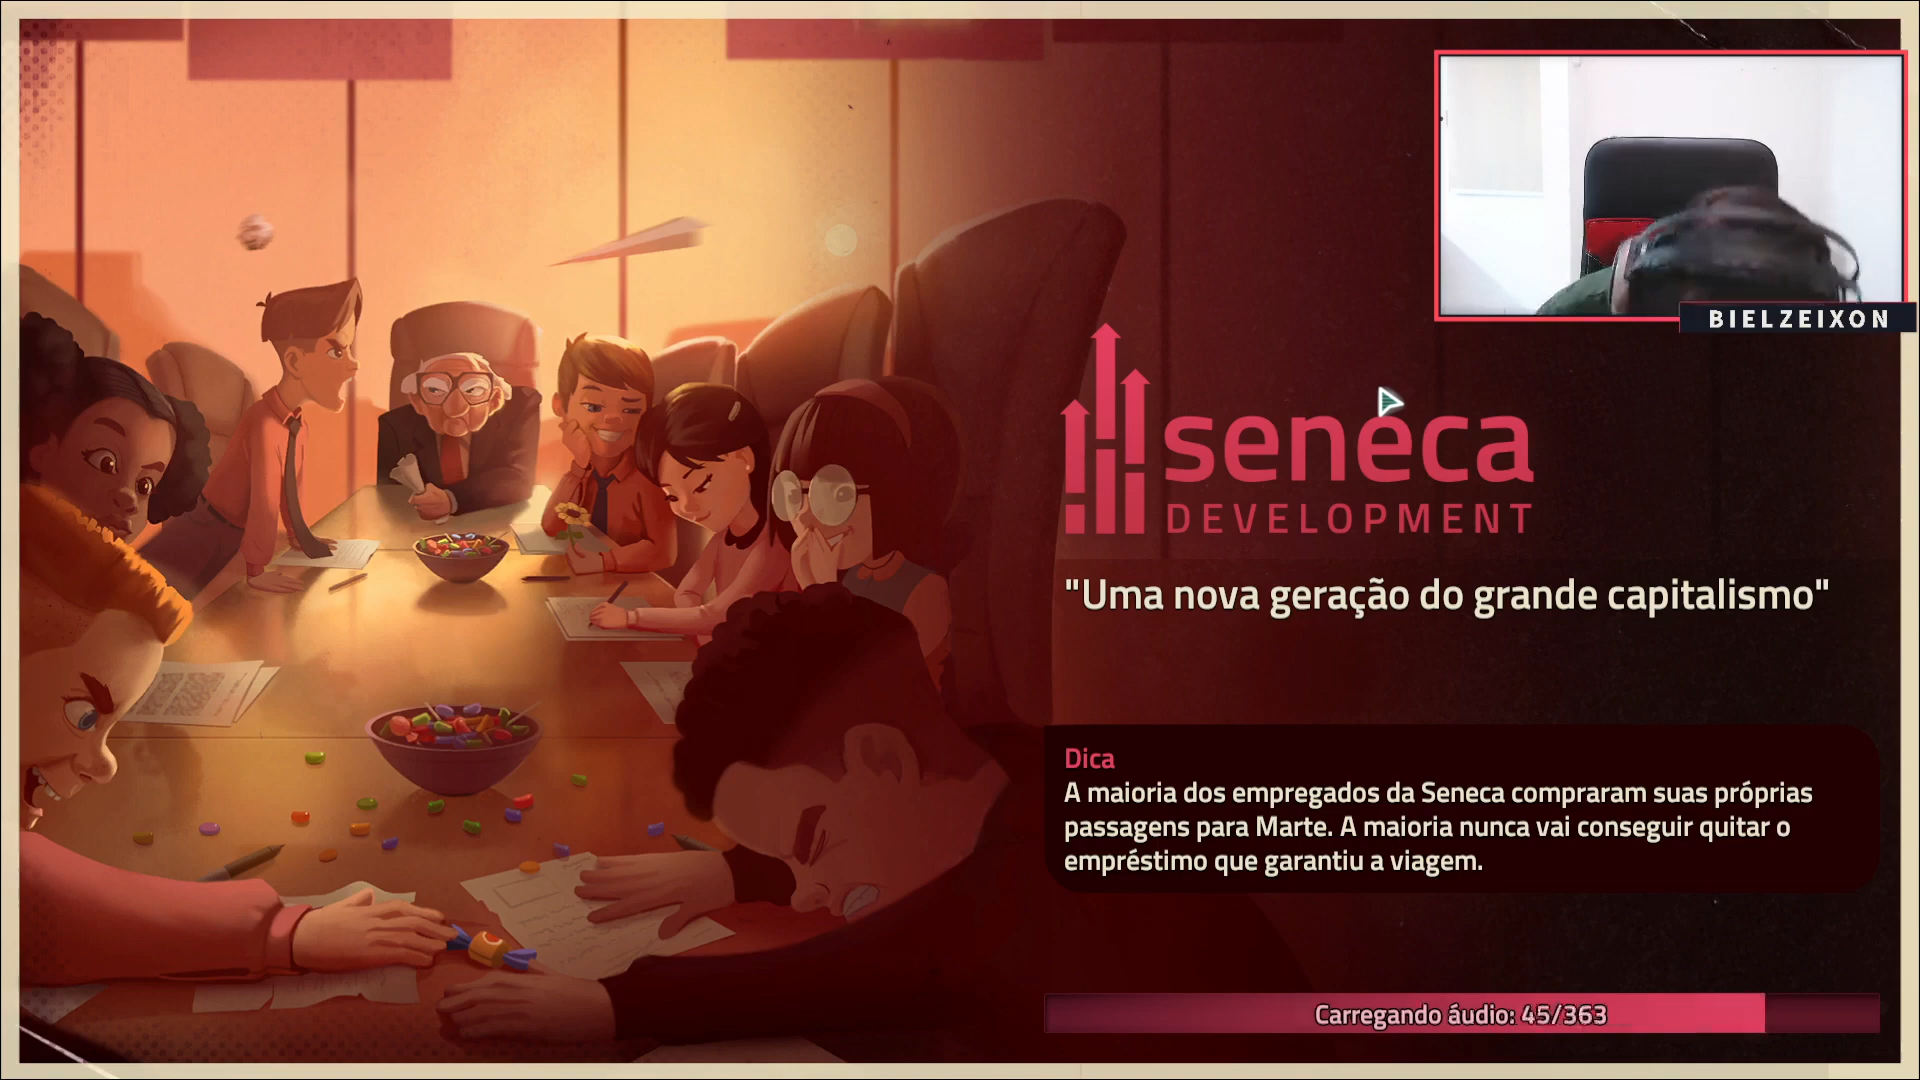 BIELZEIXON
seneca
DEVELOPMENT
"Uma nova geração do grande capitalismo"
Dica
A maioria dos empregados da Seneca compraram suas próprias
passagens para Marte. A maioria nunca vai conseguir quitar o
empréstimo que garantiu a viagem.
Carregando áudio: 45/363